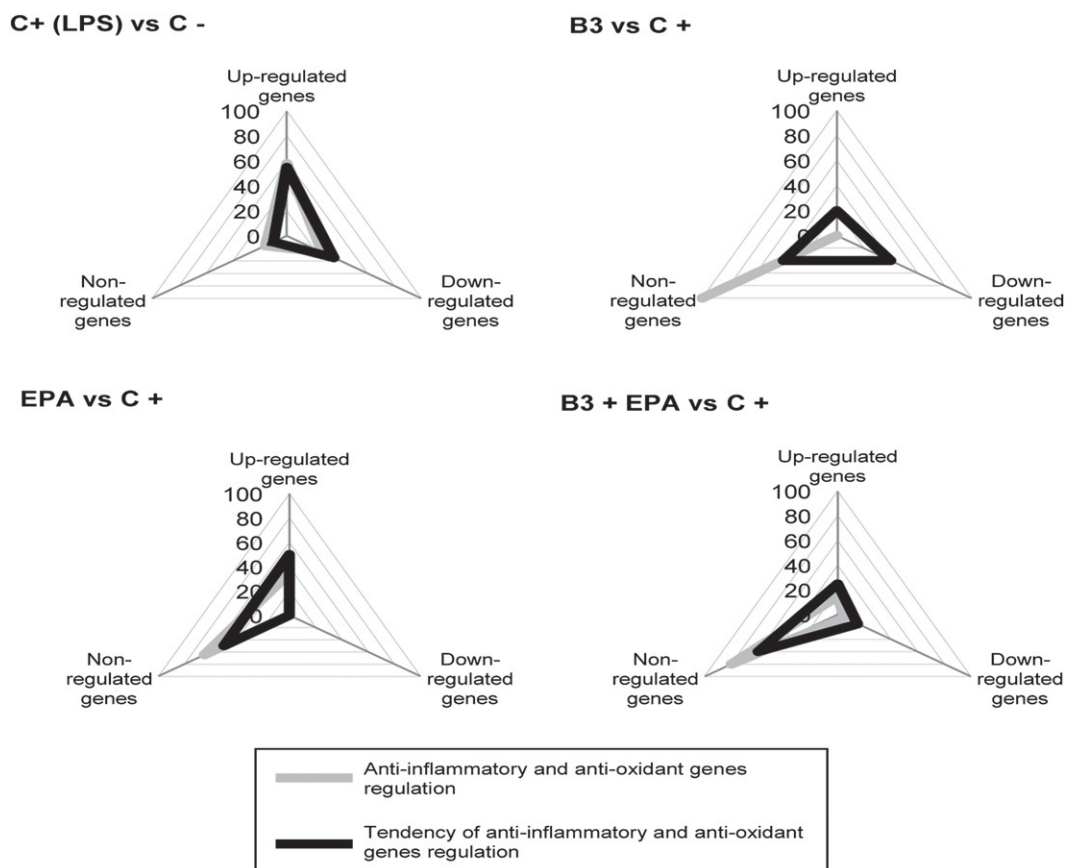 C+ (LPS) vs C -
Up-regulated
genes
100
80
60
40
20
0
Non-
regulated
genes
Down-
regulated
genes
B3 vs C +
Up-regulated
genes
100
80
60
40
20
0
Non-
regulated
genes
Down-
regulated
genes
EPA vs C +
Up-regulated
genes
100
80
60
40
20
0
Non-
regulated
genes
Down-
regulated
genes
B3 + EPA vs C +
Up-regulated
genes
100
80
60
40
20
0
Non-
regulated
genes
Down-
regulated
genes
Anti-inflammatory and anti-oxidant genes
regulation
Tendency of anti-inflammatory and anti-oxidant
genes regulation